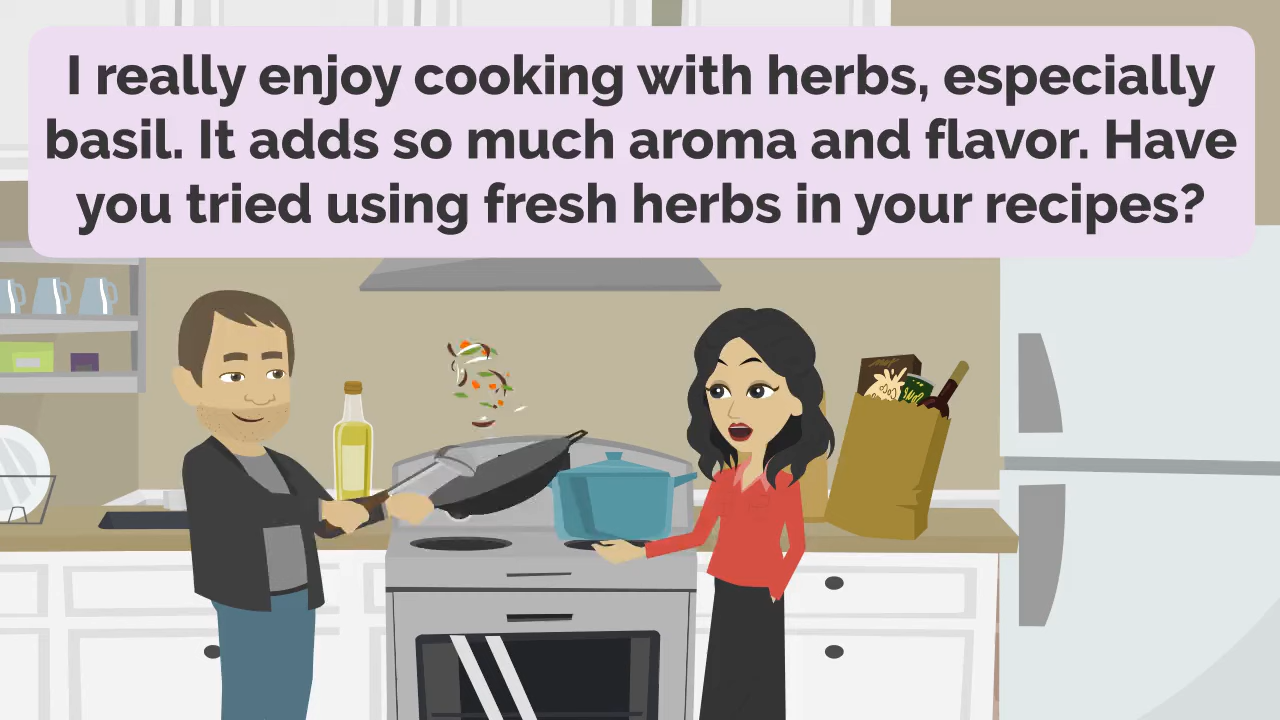 I really enjoy cooking with herbs, especially
basil. It adds so much aroma and flavor. Have
you tried using fresh herbs in your recipes?